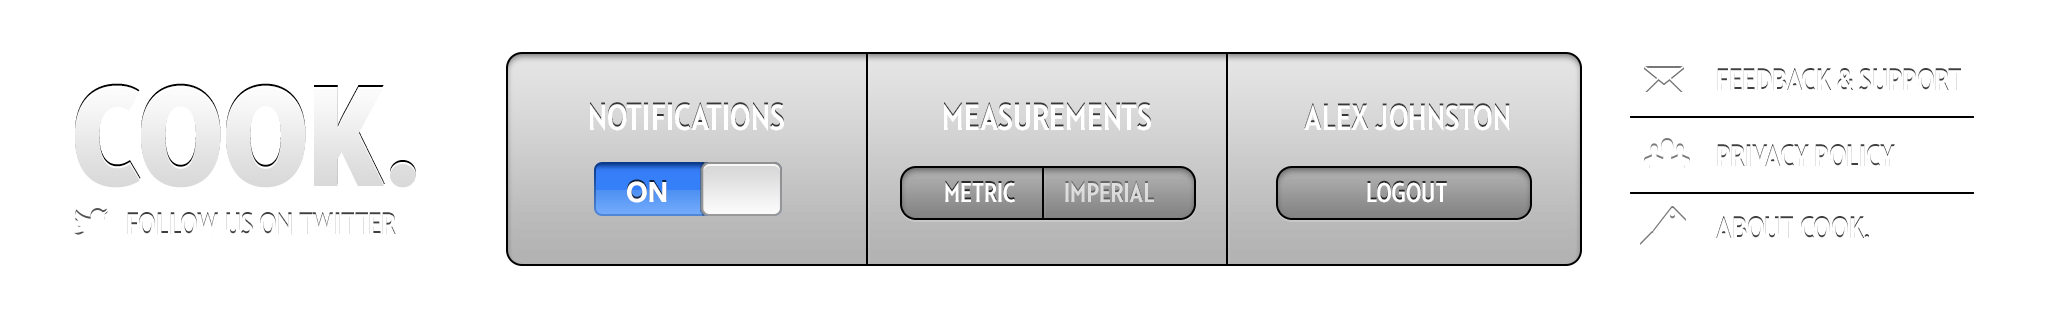 COOK.
FOLLOW US ON TWITTER
NOTIFICATIONS
ON
MEASUREMENTS
METRIC IMPERIAL
ALEX JOHNSTON
LOGOUT
FEEDBACK & SUPPORT
PRIVACY POLICY
ABOUT COOK.